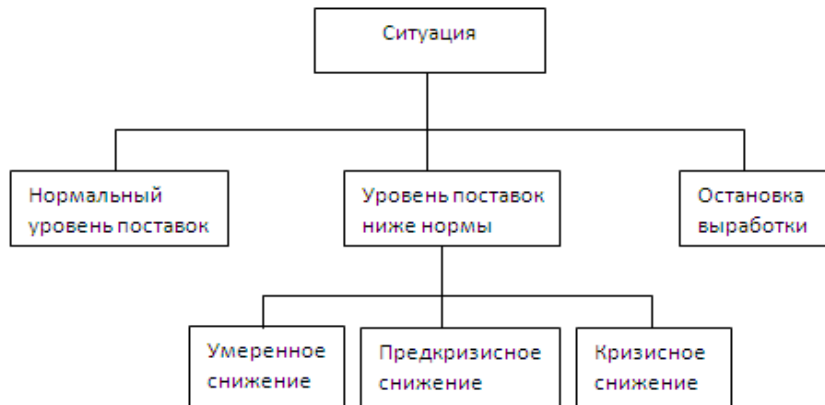 Ситуация
Нормальный
уровень поставок
Уровень поставок
ниже нормы
Остановка
выработки
Умеренное
снижение
Предкризисное
снижение
Кризисное
снижение